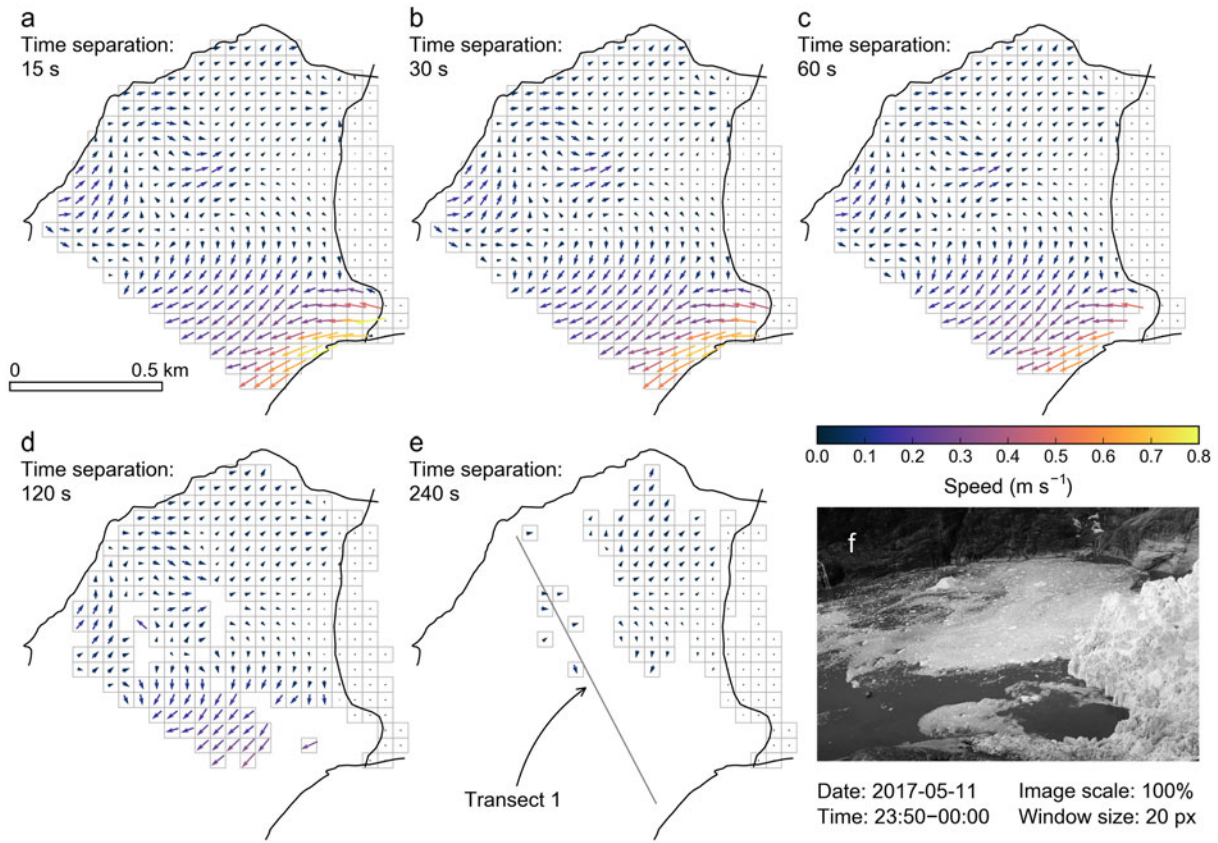 a
Time separation:
15 s
b
Time separation:
30 s
c
Time separation:
60 s
0 0.5 km
d
Time separation:
120 s
e
Time separation:
240 s
Transect 1
0.0 0.1 0.2 0.3 0.4 0.5 0.6 0.7 0.8
Speed (m s⁻¹)
f
Date: 2017-05-11 Image scale: 100%
Time: 23:50−00:00 Window size: 20 px